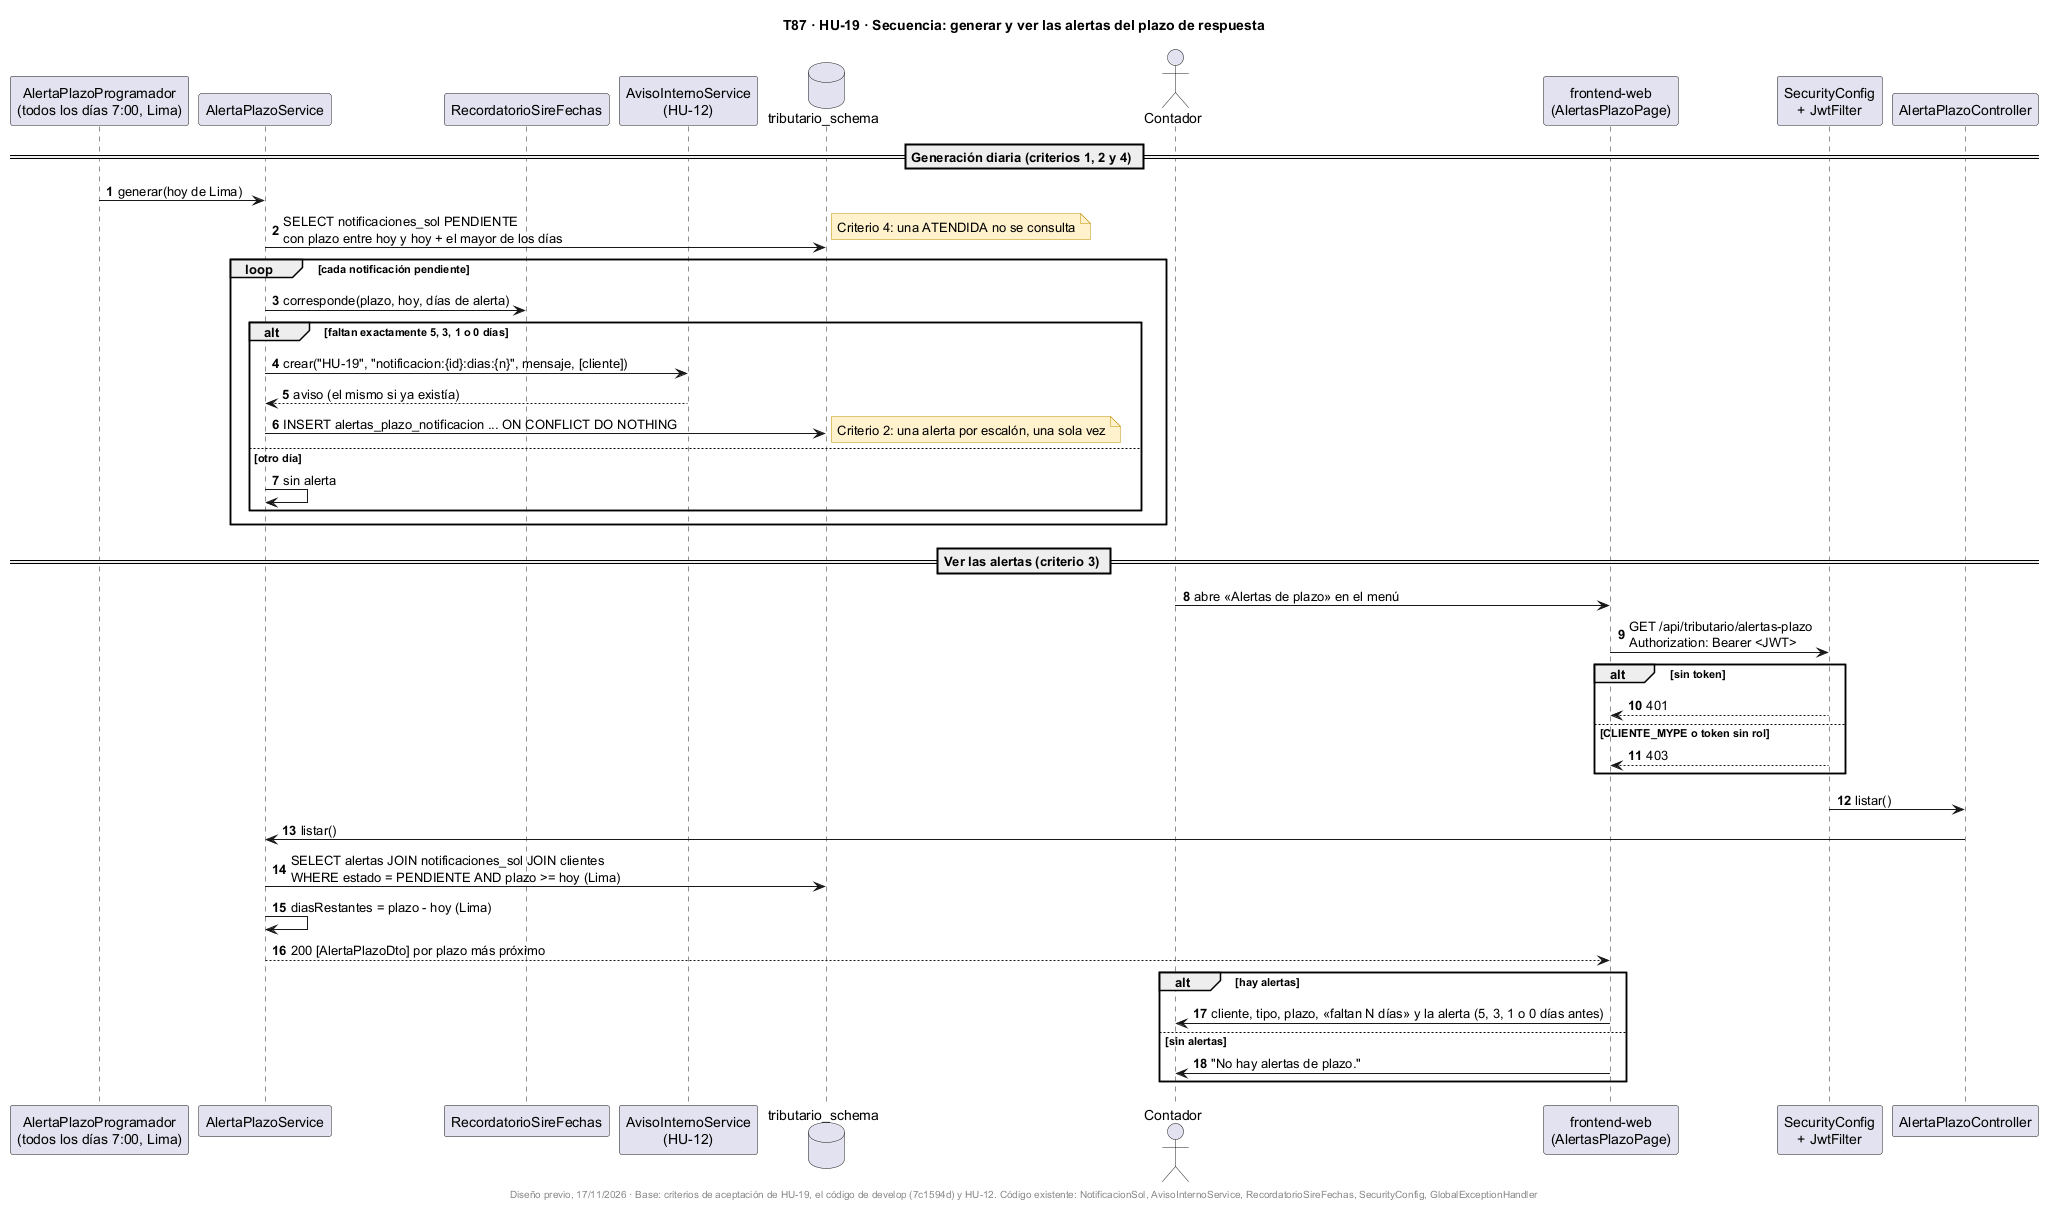 T87 · HU-19 · Secuencia: generar y ver las alertas del plazo de respuesta
AlertaPlazoProgramador
(todos los días 7:00, Lima)
AlertaPlazoService
RecordatorioSireFechas
AvisoInternoService
(HU-12)
tributario_schema
Contador
frontend-web
(AlertasPlazoPage)
SecurityConfig
+ JwtFilter
AlertaPlazoController
Generación diaria (criterios 1, 2 y 4)
1 generar(hoy de Lima)
2 SELECT notificaciones_sol PENDIENTE
con plazo entre hoy y hoy + el mayor de los días
Criterio 4: una ATENDIDA no se consulta
loop [cada notificación pendiente]
3 corresponde(plazo, hoy, días de alerta)
alt [faltan exactamente 5, 3, 1 o 0 días]
4 crear("HU-19", "notificacion:{id}:dias:{n}", mensaje, [cliente])
5 aviso (el mismo si ya existía)
6 INSERT alertas_plazo_notificacion ... ON CONFLICT DO NOTHING
Criterio 2: una alerta por escalón, una sola vez
[otro día]
7 sin alerta
Ver las alertas (criterio 3)
8 abre «Alertas de plazo» en el menú
9 GET /api/tributario/alertas-plazo
Authorization: Bearer <JWT>
alt [sin token]
10 401
[CLIENTE_MYPE o token sin rol]
11 403
12 listar()
13 listar()
14 SELECT alertas JOIN notificaciones_sol JOIN clientes
WHERE estado = PENDIENTE AND plazo >= hoy (Lima)
15 diasRestantes = plazo - hoy (Lima)
16 200 [AlertaPlazoDto] por plazo más próximo
alt [hay alertas]
17 cliente, tipo, plazo, «faltan N días» y la alerta (5, 3, 1 o 0 días antes)
[sin alertas]
18 "No hay alertas de plazo."
AlertaPlazoProgramador
(todos los días 7:00, Lima)
AlertaPlazoService
RecordatorioSireFechas
AvisoInternoService
(HU-12)
tributario_schema
Contador
frontend-web
(AlertasPlazoPage)
SecurityConfig
+ JwtFilter
AlertaPlazoController
Diseño previo, 17/11/2026 · Base: criterios de aceptación de HU-19, el código de develop (7c1594d) y HU-12. Código existente: NotificacionSol, AvisoInternoService, RecordatorioSireFechas, SecurityConfig, GlobalExceptionHandler